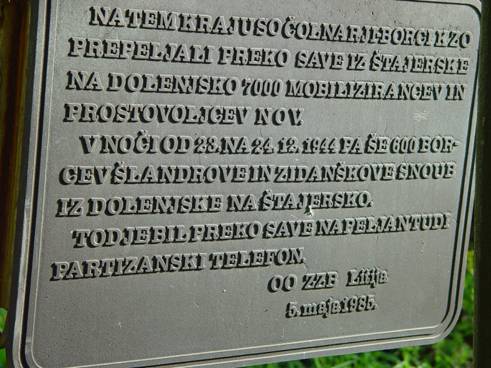 NA TEM KRAJU SO ČOLNARJI-BORCI KZO
PREPELJALI PREKO SAVE IZ ŠTAJERSKE
NA DOLENJSKO 7000 MOBILIZIRANCEV IN
PROSTOVOLJCEV NOV.
V NOČI OD 23. NA 24. 12. 1944 PA ŠE 600 BOR-
CEV ŠLANDROVE IN ZIDANŠKOVE SNOUB
IZ DOLENJSKE NA ŠTAJERSKO.
TOD JE BIL PREKO SAVE NAPELJAN TUDI
PARTIZANSKI TELEFON.
OO ZZB Litija
5. maja 1985.